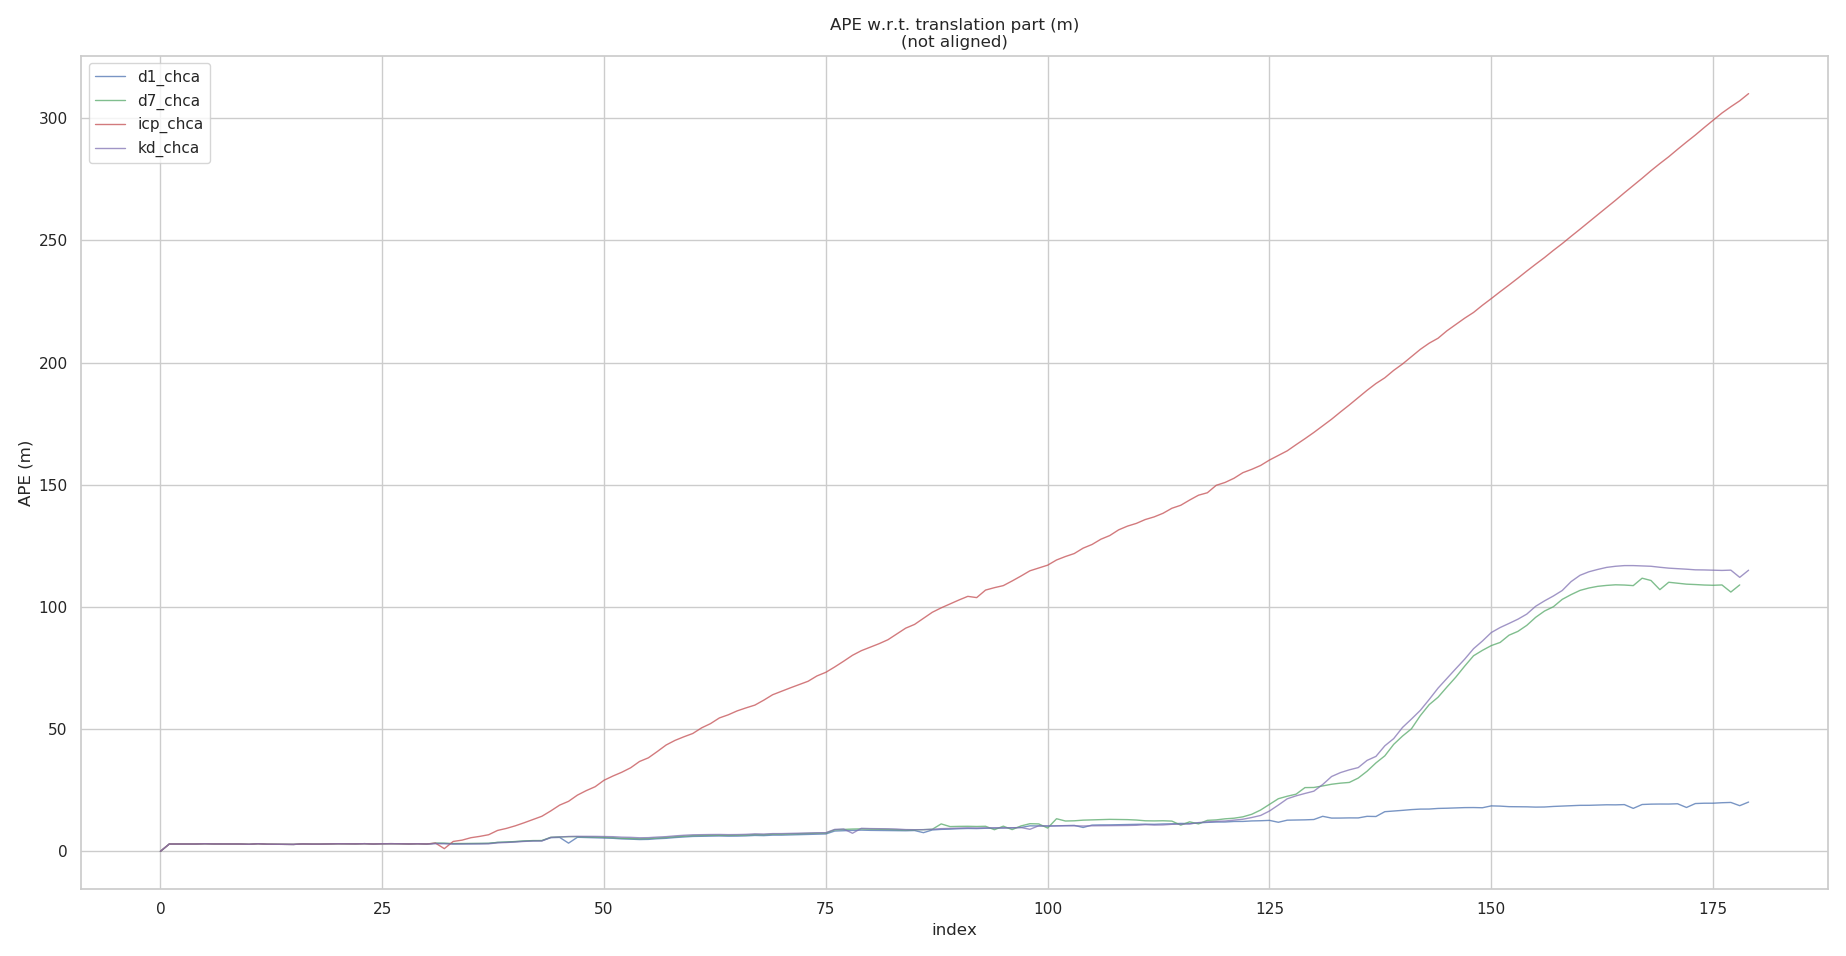 APE w.r.t. translation part (m)
(not aligned)
d1_chca
d7_chca
icp_chca
kd_chca
300
250
200
150
100
50
0
APE (m)
0 25 50 75 100 125 150 175
index